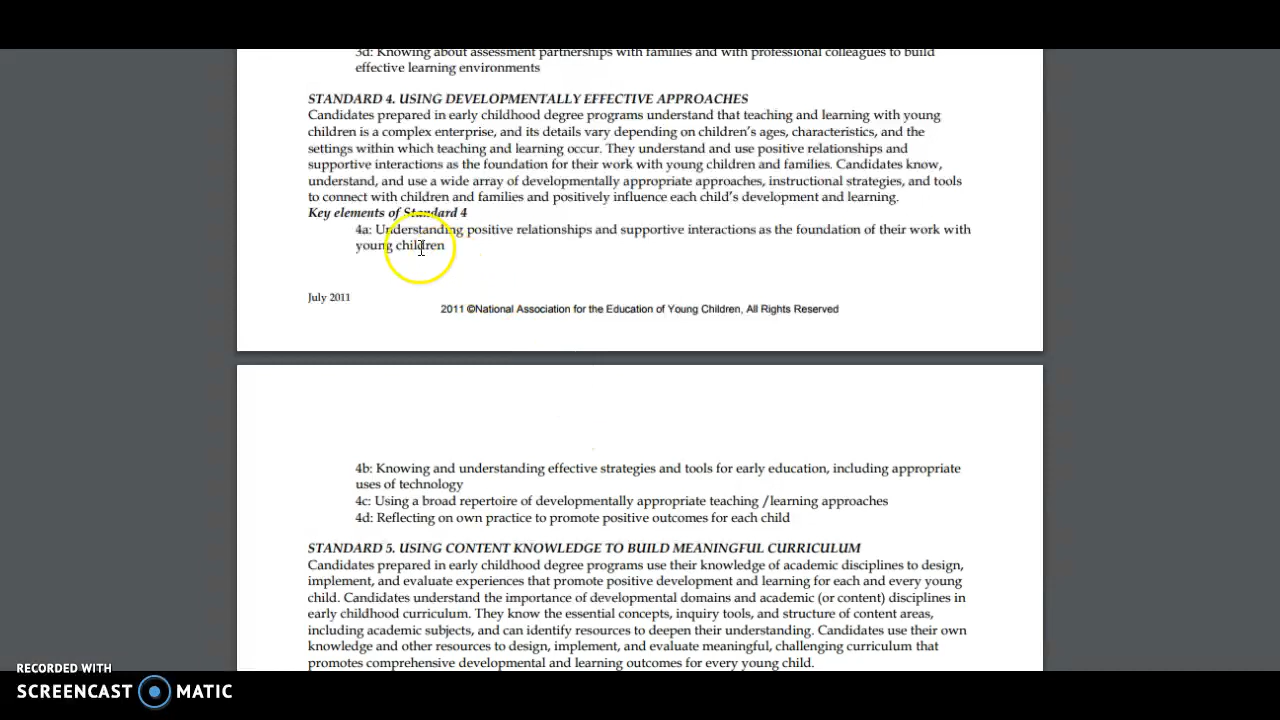 3d: Knowing about assessment partnerships with families and with professional colleagues to build
effective learning environments
STANDARD 4. USING DEVELOPMENTALLY EFFECTIVE APPROACHES
Candidates prepared in early childhood degree programs understand that teaching and learning with young
children is a complex enterprise, and its details vary depending on children's ages, characteristics, and the
settings within which teaching and learning occur. They understand and use positive relationships and
supportive interactions as the foundation for their work with young children and families. Candidates know,
understand, and use a wide array of developmentally appropriate approaches, instructional strategies, and tools
to connect with children and families and positively influence each child's development and learning.
Key elements of Standard 4
4a: Understanding positive relationships and supportive interactions as the foundation of their work with
young children
July 2011
2011 ©National Association for the Education of Young Children, All Rights Reserved
4b: Knowing and understanding effective strategies and tools for early education, including appropriate
uses of technology
4c: Using a broad repertoire of developmentally appropriate teaching /learning approaches
4d: Reflecting on own practice to promote positive outcomes for each child
STANDARD 5. USING CONTENT KNOWLEDGE TO BUILD MEANINGFUL CURRICULUM
Candidates prepared in early childhood degree programs use their knowledge of academic disciplines to design,
implement, and evaluate experiences that promote positive development and learning for each and every young
child. Candidates understand the importance of developmental domains and academic (or content) disciplines in
early childhood curriculum. They know the essential concepts, inquiry tools, and structure of content areas,
including academic subjects, and can identify resources to deepen their understanding. Candidates use their own
knowledge and other resources to design, implement, and evaluate meaningful, challenging curriculum that
promotes comprehensive developmental and learning outcomes for every young child.
RECORDED WITH
SCREENCAST MATIC